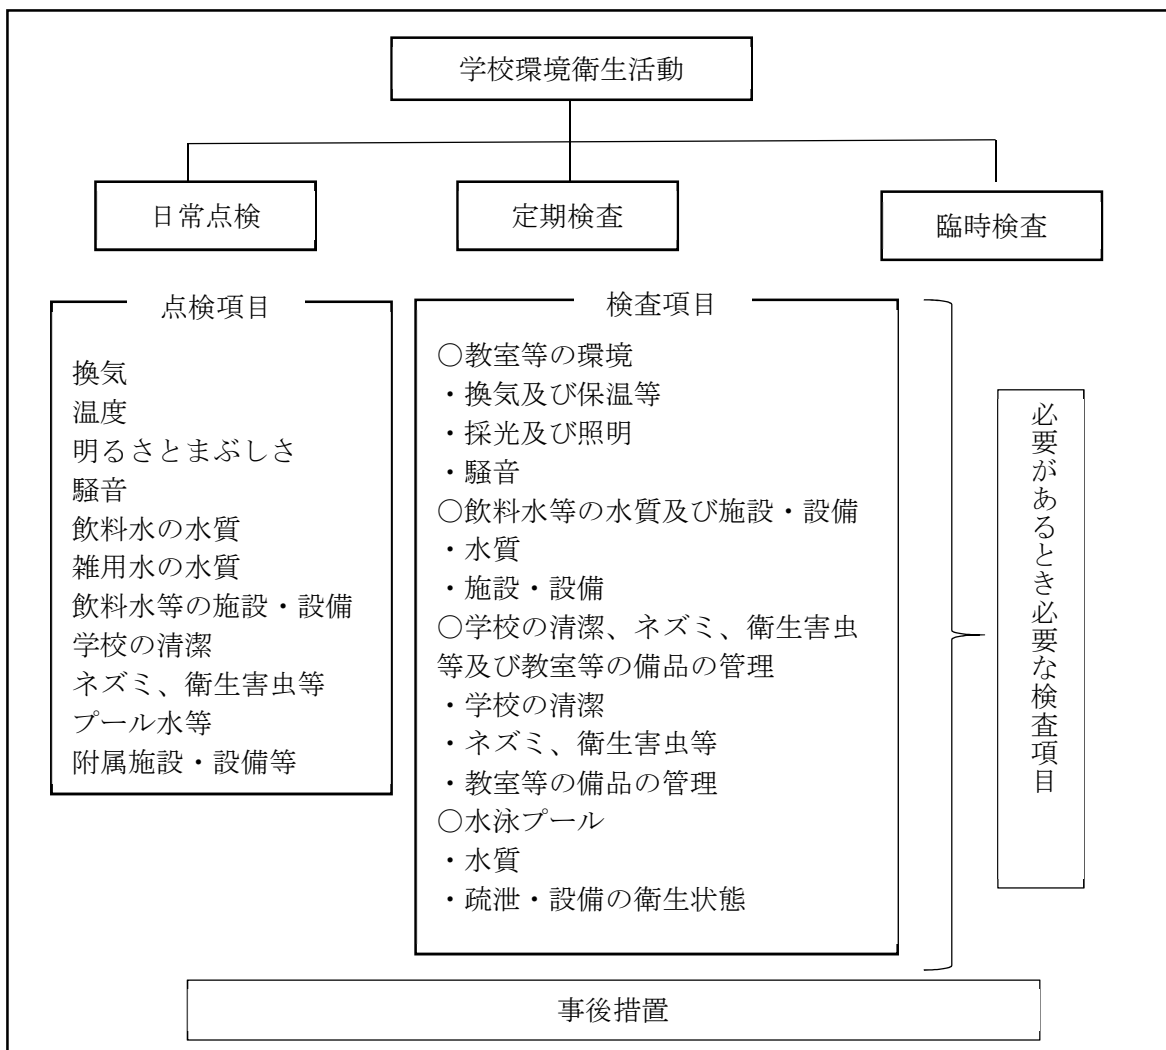 学校環境衛生活動
日常点検
定期検査
臨時検査
点検項目
換気
温度
明るさとまぶしさ
騒音
飲料水の水質
雑用水の水質
飲料水等の施設・設備
学校の清潔
ネズミ、衛生害虫等
プール水等
附属施設・設備等
検査項目
〇教室等の環境
・換気及び保温等
・採光及び照明
・騒音
〇飲料水等の水質及び施設・設備
・水質
・施設・設備
〇学校の清潔、ネズミ、衛生害虫
等及び教室等の備品の管理
・学校の清潔
・ネズミ、衛生害虫等
・教室等の備品の管理
〇水泳プール
・水質
・疏泄・設備の衛生状態
必要があるとき必要な検査項目
事後措置